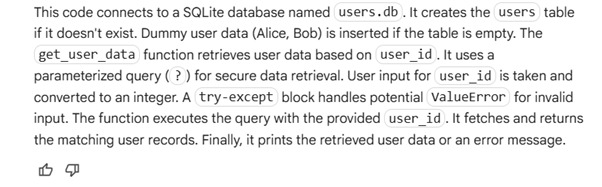 This code connects to a SQLite database named users.db. It creates the users table
if it doesn't exist. Dummy user data (Alice, Bob) is inserted if the table is empty. The
get_user_data function retrieves user data based on user_id. It uses a
parameterized query ( ? ) for secure data retrieval. User input for user_id is taken and
converted to an integer. A try-except block handles potential ValueError for invalid
input. The function executes the query with the provided user_id. It fetches and returns
the matching user records. Finally, it prints the retrieved user data or an error message.